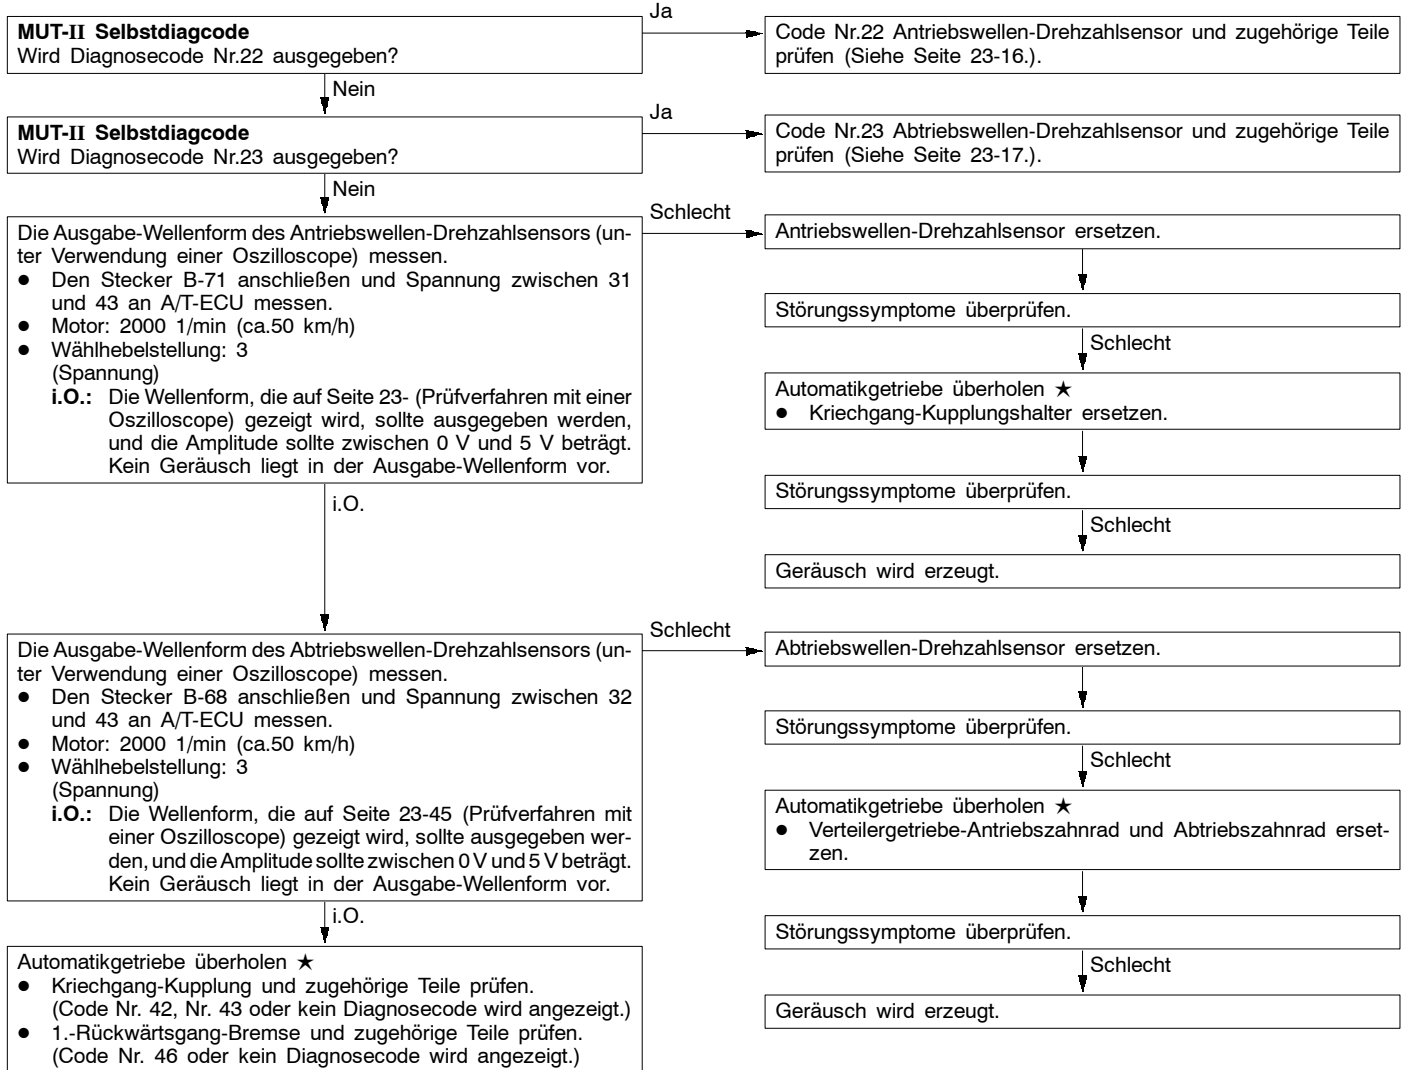 MUT-II Selbstdiagcode
Wird Diagnosecode Nr.22 ausgegeben?
Ja
Code Nr.22 Antriebswellen-Drehzahlsensor und zugehörige Teile
prüfen (Siehe Seite 23-16.).
Nein
MUT-II Selbstdiagcode
Wird Diagnosecode Nr.23 ausgegeben?
Ja
Code Nr.23 Abtriebswellen-Drehzahlsensor und zugehörige Teile
prüfen (Siehe Seite 23-17.).
Nein
Die Ausgabe-Wellenform des Antriebswellen-Drehzahlsensors (un-
ter Verwendung einer Oszilloscope) messen.
● Den Stecker B-71 anschließen und Spannung zwischen 31
und 43 an A/T-ECU messen.
● Motor: 2000 1/min (ca.50 km/h)
● Wählhebelstellung: 3
(Spannung)
i.O.: Die Wellenform, die auf Seite 23- (Prüfverfahren mit einer
Oszilloscope) gezeigt wird, sollte ausgegeben werden,
und die Amplitude sollte zwischen 0 V und 5 V beträgt.
Kein Geräusch liegt in der Ausgabe-Wellenform vor.
Schlecht
Antriebswellen-Drehzahlsensor ersetzen.
Störungssymptome überprüfen.
Schlecht
Automatikgetriebe überholen ★
● Kriechgang-Kupplungshalter ersetzen.
Störungssymptome überprüfen.
Schlecht
Geräusch wird erzeugt.
i.O.
Die Ausgabe-Wellenform des Abtriebswellen-Drehzahlsensors (un-
ter Verwendung einer Oszilloscope) messen.
● Den Stecker B-68 anschließen und Spannung zwischen 32
und 43 an A/T-ECU messen.
● Motor: 2000 1/min (ca.50 km/h)
● Wählhebelstellung: 3
(Spannung)
i.O.: Die Wellenform, die auf Seite 23-45 (Prüfverfahren mit
einer Oszilloscope) gezeigt wird, sollte ausgegeben wer-
den, und die Amplitude sollte zwischen 0 V und 5 V beträgt.
Kein Geräusch liegt in der Ausgabe-Wellenform vor.
Schlecht
Abtriebswellen-Drehzahlsensor ersetzen.
Störungssymptome überprüfen.
Schlecht
Automatikgetriebe überholen ★
● Verteilergetriebe-Antriebszahnrad und Abtriebszahnrad erset-
zen.
Störungssymptome überprüfen.
Schlecht
Geräusch wird erzeugt.
i.O.
Automatikgetriebe überholen ★
● Kriechgang-Kupplung und zugehörige Teile prüfen.
(Code Nr. 42, Nr. 43 oder kein Diagnosecode wird angezeigt.)
● 1.-Rückwärtsgang-Bremse und zugehörige Teile prüfen.
(Code Nr. 46 oder kein Diagnosecode wird angezeigt.)